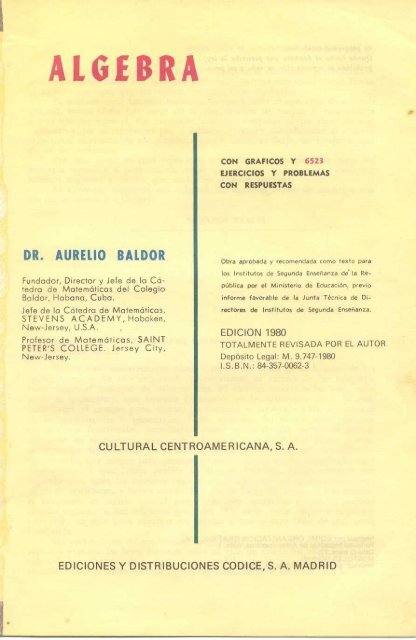 ALGEBRA
CON GRAFICOS Y 6523
EJERCICIOS Y PROBLEMAS
CON RESPUESTAS
DR. AURELIO BALDOR
Fundador, Director y Jefe de la Cá-
tedra de Matemáticas del Colegio
Baldor, Habana, Cuba.
Jefe de la Cátedra de Matemáticas,
STEVENS ACADEMY, Hoboken,
New-Jersey, U.S.A.
Profesor de Matemáticas, SAINT
PETER'S COLLEGE. Jersey City,
New-Jersey.
Obra aprobada y recomendada como texto para
los Institutos de Segunda Enseñanza de la Re-
pública por el Ministerio de Educación, previo
informe favorable de la Junta Técnica de Di-
rectores de Institutos de Segunda Enseñanza.
EDICION 1980
TOTALMENTE REVISADA POR EL AUTOR
Depósito Legal: M. 9.747-1980
I.S.B.N.: 84-357-0062-3
CULTURAL CENTROAMERICANA, S. A.
EDICIONES Y DISTRIBUCIONES CODICE, S. A. MADRID